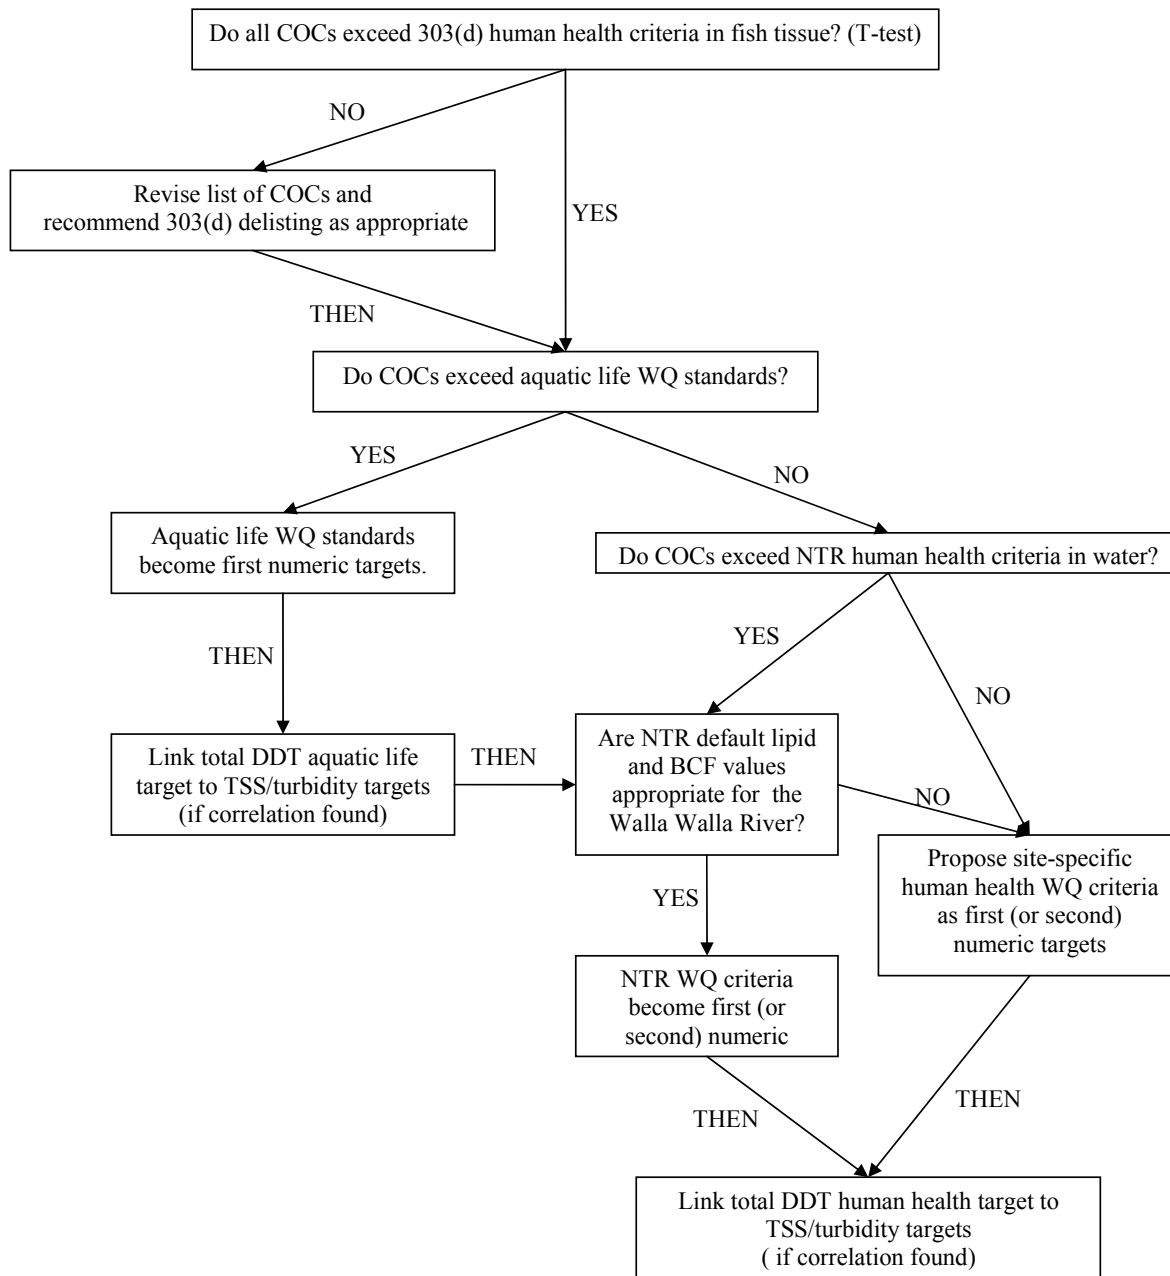 Do all COCs exceed 303(d) human health criteria in fish tissue? (T-test)
NO
Revise list of COCs and
recommend 303(d) delisting as appropriate
YES
THEN
Do COCs exceed aquatic life WQ standards?
YES
NO
Aquatic life WQ standards
become first numeric targets.
Do COCs exceed NTR human health criteria in water?
THEN
YES
NO
Link total DDT aquatic life
target to TSS/turbidity targets
(if correlation found)
THEN
Are NTR default lipid
and BCF values
appropriate for the
Walla Walla River?
NO
Propose site-specific
human health WQ criteria
as first (or second)
numeric targets
YES
NTR WQ criteria
become first (or
second) numeric
THEN
THEN
Link total DDT human health target to
TSS/turbidity targets
( if correlation found)